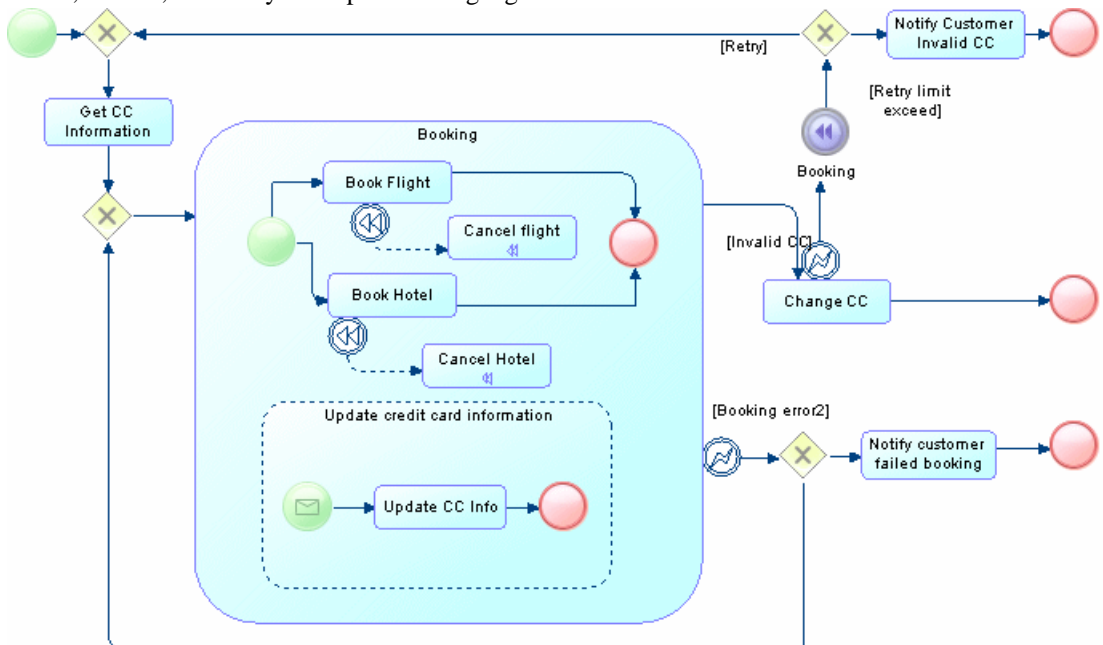 Notify Customer
Invalid CC
[Retry]
[Retry limit
exceed]
Get CC
Information
Booking
Booking
Book Flight
Cancel flight
[Invalid CC]
Book Hotel
Change CC
Cancel Hotel
Update credit card information
[Booking error2]
Notify customer
failed booking
Update CC Info